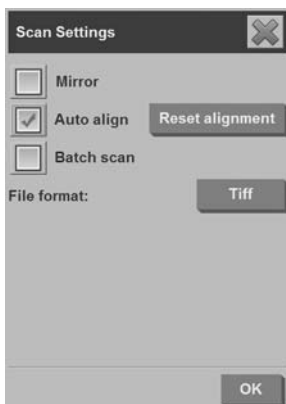 Scan Settings
Mirror
Auto align Reset alignment
Batch scan
File format: Tiff
OK